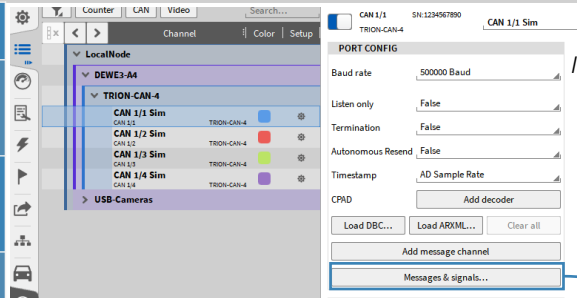 Counter CAN Video Search...
Channel Color Setup
LocalNode
DEWE3-A4
TRION-CAN-4
CAN 1/1 Sim
CAN 1/1 TRION-CAN-4
CAN 1/2 Sim
CAN 1/2 TRION-CAN-4
CAN 1/3 Sim
CAN 1/3 TRION-CAN-4
CAN 1/4 Sim
CAN 1/4 TRION-CAN-4
USB-Cameras
CAN 1/1 SN:1234567890 CAN 1/1 Sim
TRION-CAN-4
PORT CONFIG
Baud rate 500000 Baud
Listen only False
Termination False
Autonomous Resend False
Timestamp AD Sample Rate
CPAD Add decoder
Load DBC... Load ARXML... Clear all
Add message channel
Messages & signals...